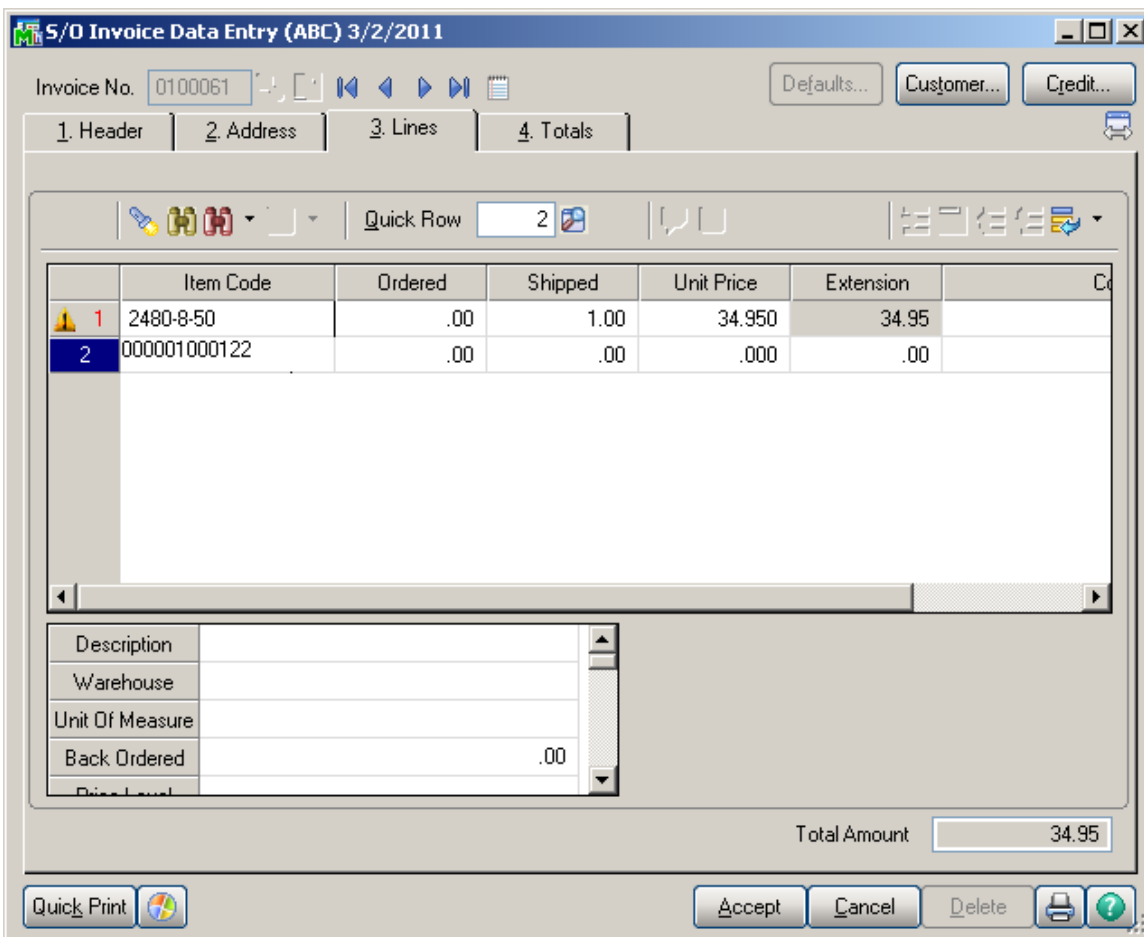 S/O Invoice Data Entry (ABC) 3/2/2011
Invoice No. 0100061 Defaults... Customer... Credit...
1. Header 2. Address 3. Lines 4. Totals
Quick Row 2
Item Code Ordered Shipped Unit Price Extension
1 2480-8-50 .00 1.00 34.950 34.95
2 000001000122 .00 .00 .000 .00
Description
Warehouse
Unit Of Measure
Back Ordered .00
Total Amount 34.95
Quick Print Accept Cancel Delete